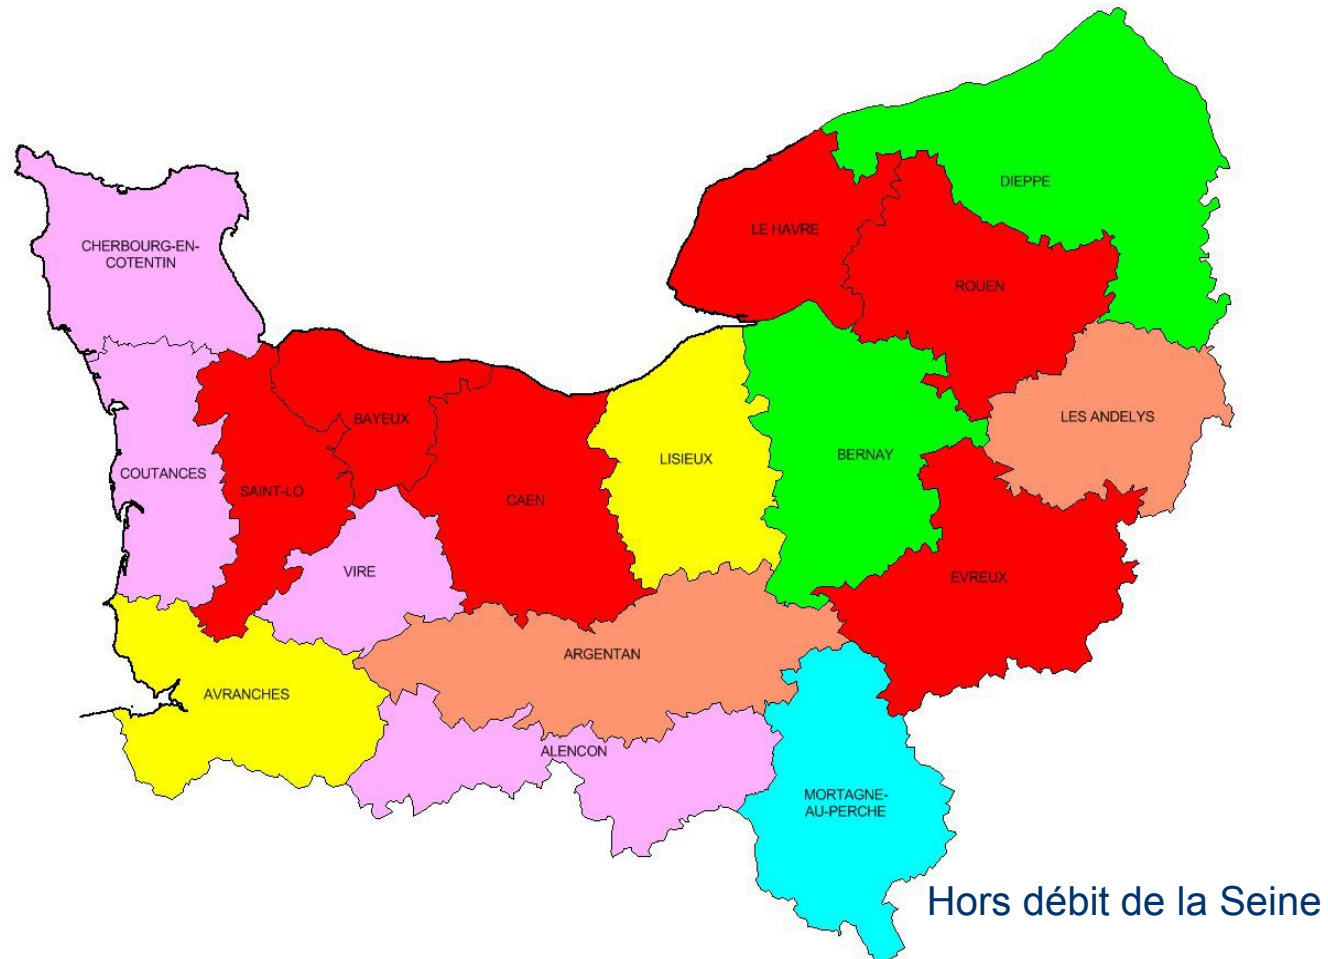 DIEPPE
LE HAVRE
CHERBOURG-EN-
COTENTIN
ROUEN
LES ANDELYS
BAYEUX
BERNAY
LISIEUX
COUTANCES
SAINT-LO
CAEN
VIRE
EVREUX
ARGENTAN
AVRANCHES
ALENCON
MORTAGNE-
AU-PERCHE
Hors débit de la Seine